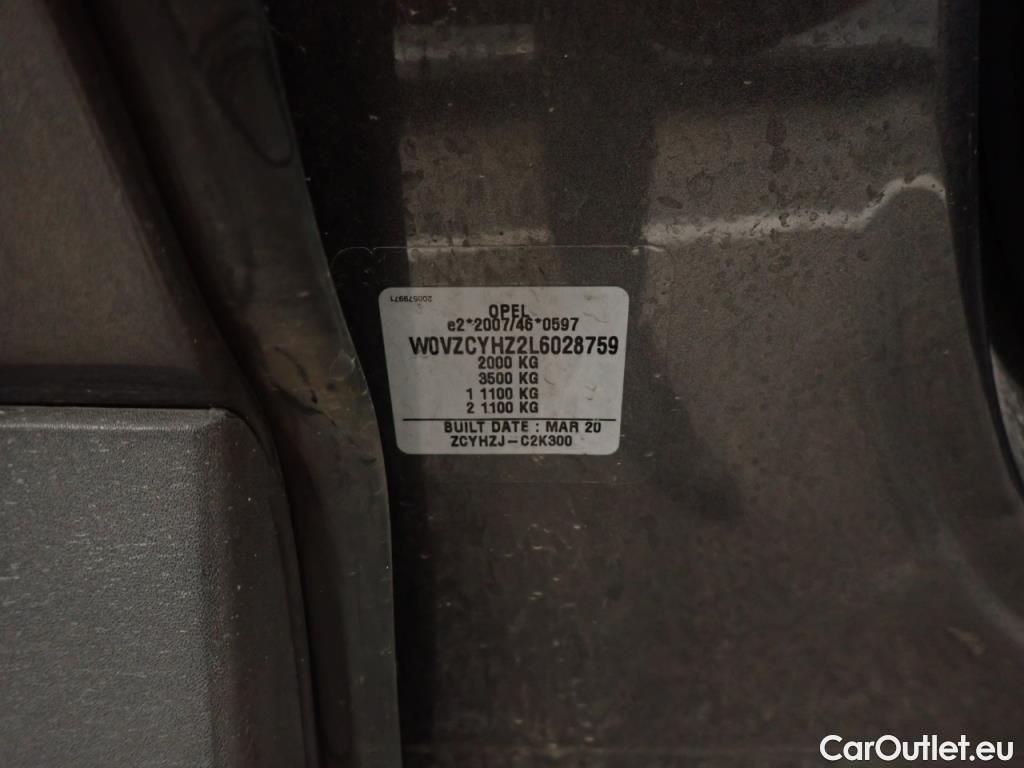 200579971
OPEL
e2*2007/46*0597
W0VZCYHZ2L6028759
2000 KG
3500 KG
1 1100 KG
2 1100 KG
BUILT DATE : MAR 20
ZCYHZJ-C2K300
CarOutlet.eu